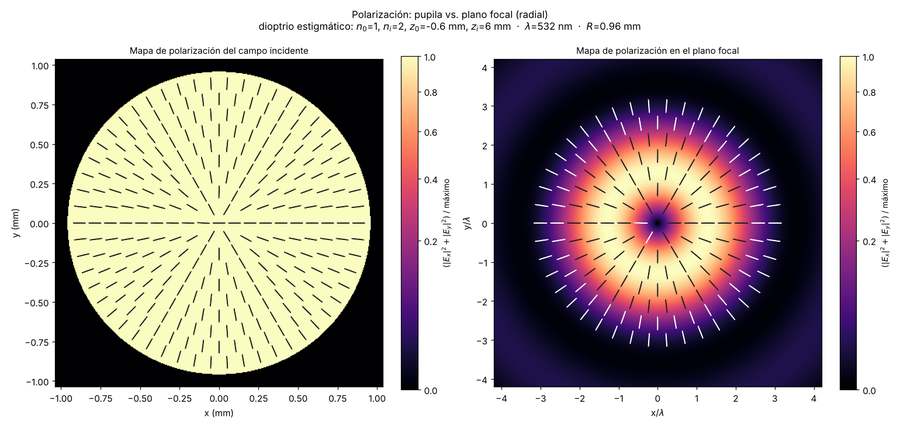 Polarización: pupila vs. plano focal (radial)
dioptrio estigmático: n₀=1, nᵢ=2, z₀=-0.6 mm, zᵢ=6 mm · λ=532 nm · R=0.96 mm
Mapa de polarización del campo incidente
1.00
0.75
0.50
0.25
0.00
−0.25
−0.50
−0.75
−1.00
y (mm)
−1.00 −0.75 −0.50 −0.25 0.00 0.25 0.50 0.75 1.00
x (mm)
1.0
0.8
0.6
0.4
0.2
0.0
(|Eₓ|² + |Eᵧ|²) / máximo
Mapa de polarización en el plano focal
4
3
2
1
0
−1
−2
−3
−4
y/λ
−4 −3 −2 −1 0 1 2 3 4
x/λ
1.0
0.8
0.6
0.4
0.2
0.0
(|Eₓ|² + |Eᵧ|²) / máximo